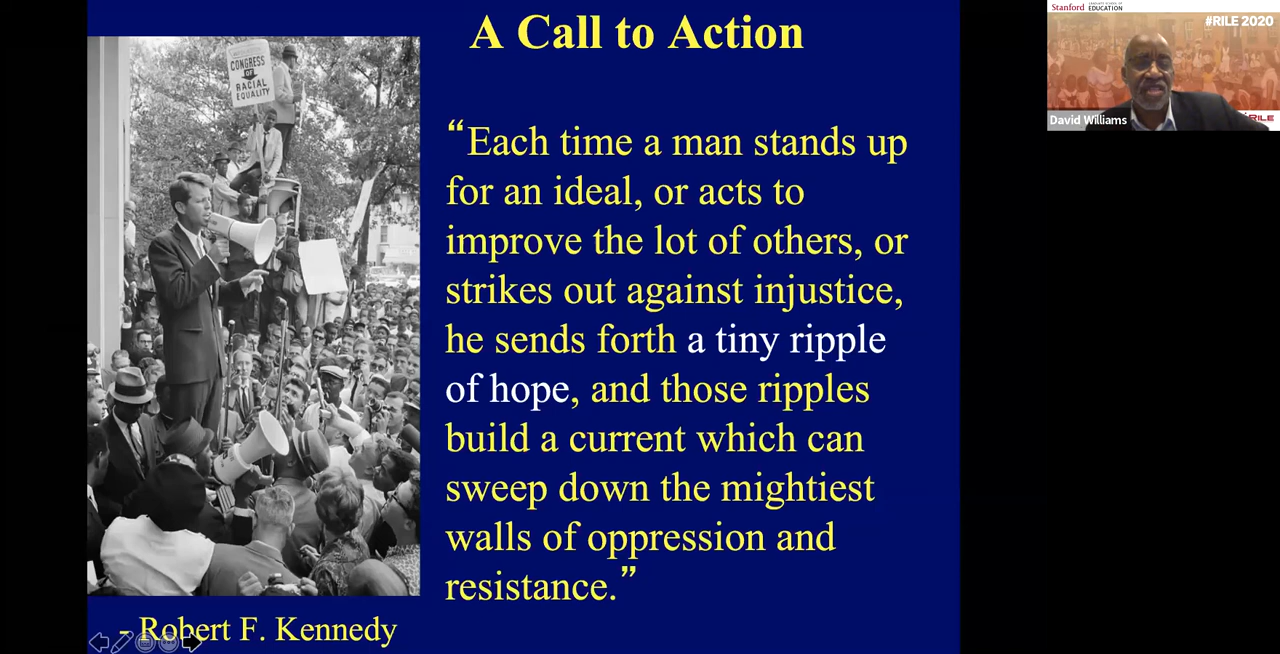 A Call to Action
CONGRESS
OF
RACIAL
EQUALITY
“Each time a man stands up
for an ideal, or acts to
improve the lot of others, or
strikes out against injustice,
he sends forth a tiny ripple
of hope, and those ripples
build a current which can
sweep down the mightiest
walls of oppression and
resistance.”
- Robert F. Kennedy
Stanford
EDUCATION
#RILE 2020
David Williams
RILE